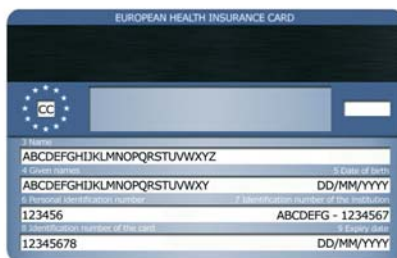 EUROPEAN HEALTH INSURANCE CARD
CC
3 Name
ABCDEFGHIJKLMNOPQRSTUVWXYZ
4 Given names 5 Date of birth
ABCDEFGHIJKLMNOPQRSTUVWXY DD/MM/YYYY
6 Personal identification number 7 Identification number of the institution
123456 ABCDEFG - 1234567
8 Identification number of the card 9 Expiry date
12345678 DD/MM/YYYY